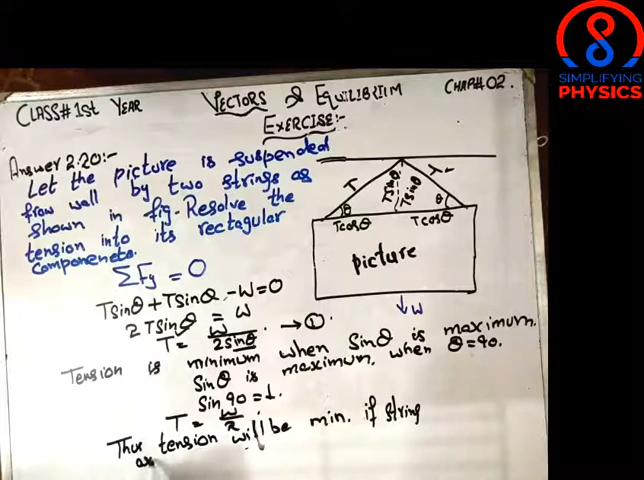 SIMPLIFYING
PHYSICS
CLASS# 1st YEAR VECTORS & EQUILIBRIUM CHAP# 02.
EXERCISE:-
Answer 2.20:-
Let the picture is suspended
from wall by two strings as
shown in fig. Resolve the
tension into its rectagular
componenets.
T T
Tsinθ Tsinθ
θ θ
Tcosθ Tcosθ
picture
W
ΣFy = 0
Tsinθ + Tsinθ - W = 0
2Tsinθ = W
T = W / 2sinθ → ①
Tension is minimum when Sinθ is maximum.
Sinθ is maximum, when θ = 90.
Sin 90 = 1.
T = W / 2
Thus tension will be min. if string